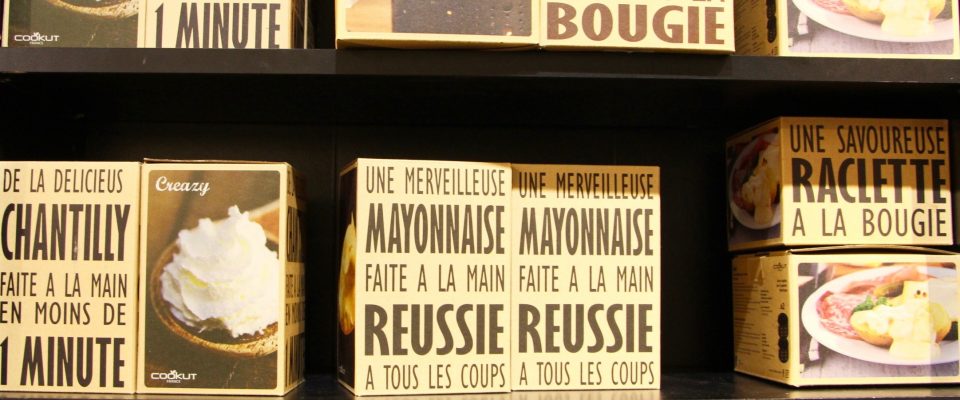 COOKUT
FRANCE
1 MINUTE
BOUGIE
DE LA DELICIEUS
CHANTILLY
FAITE A LA MAIN
EN MOINS DE
1 MINUTE
Creazy
COOKUT
FRANCE
UNE MERVEILLEUSE
MAYONNAISE
FAITE A LA MAIN
REUSSIE
A TOUS LES COUPS
UNE MERVEILLEUSE
MAYONNAISE
FAITE A LA MAIN
REUSSIE
A TOUS LES COUPS
UNE SAVOUREUSE
RACLETTE
A LA BOUGIE